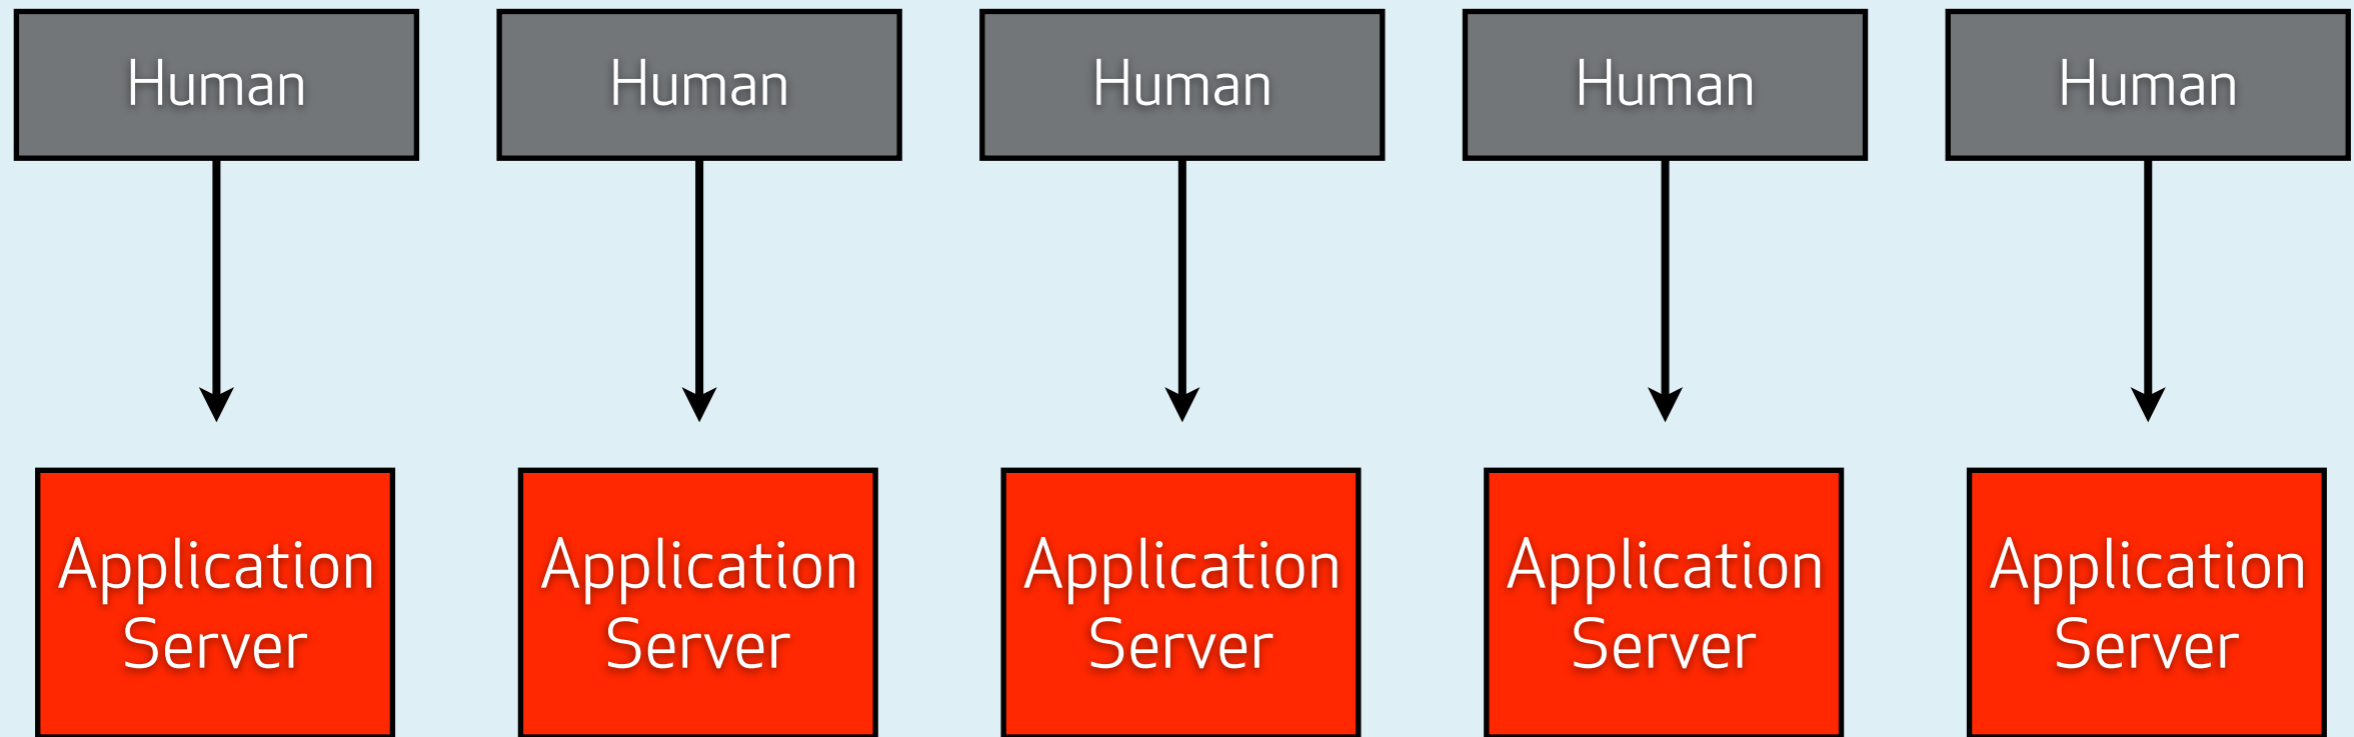 Human
Human
Human
Human
Human
Application
Server
Application
Server
Application
Server
Application
Server
Application
Server